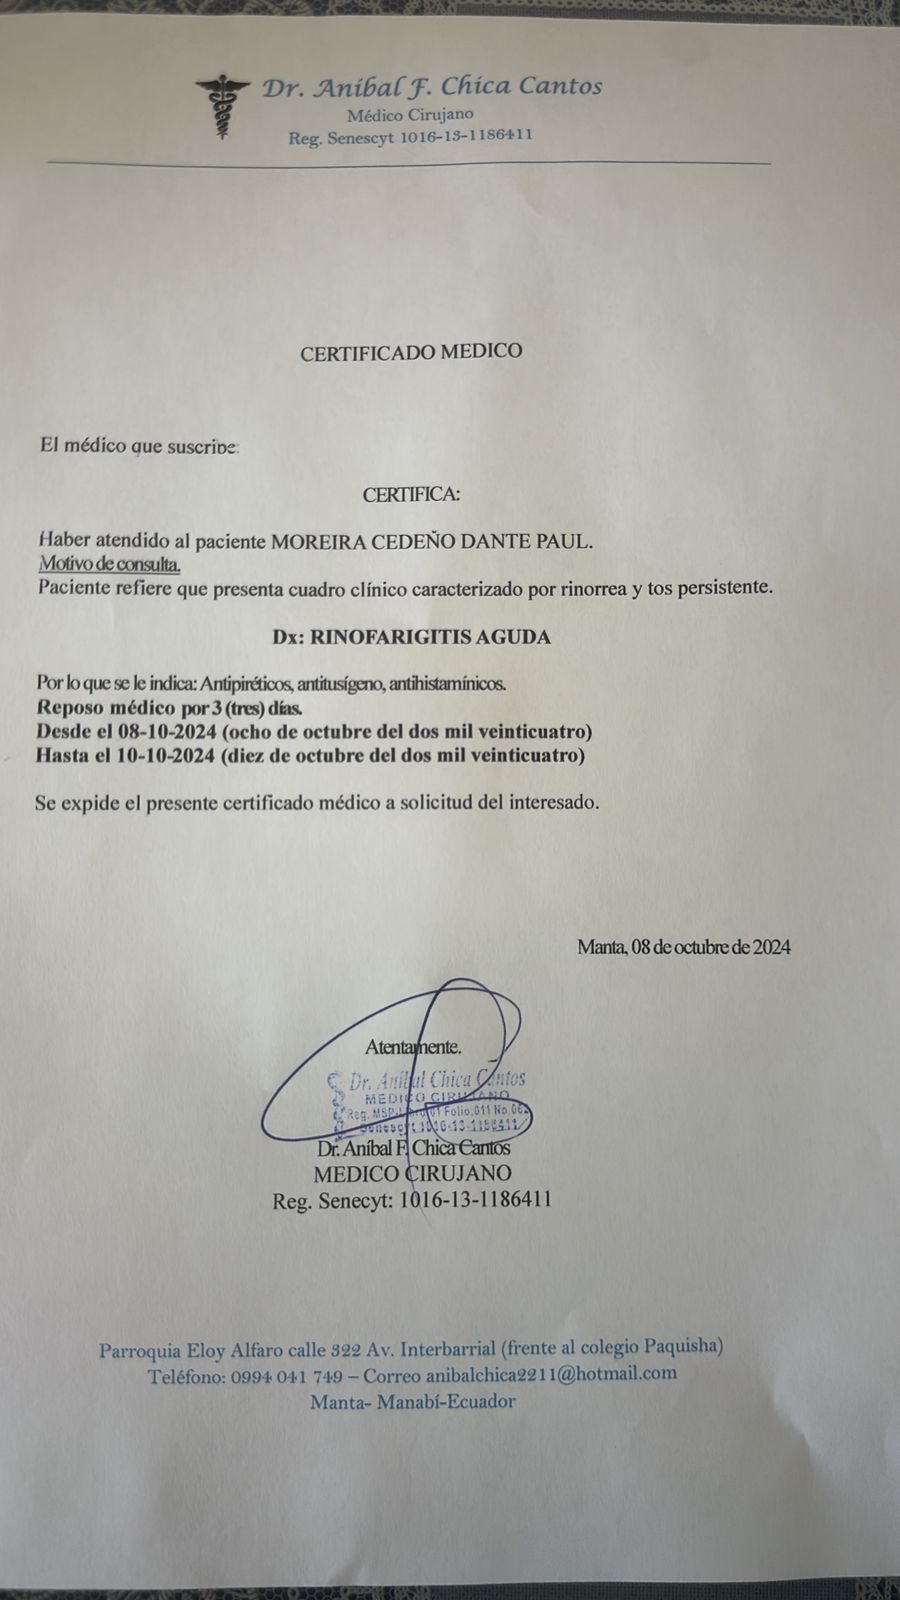 Dr. Aníbal F. Chica Cantos
Médico Cirujano
Reg. Senescyt 1016-13-1186411
CERTIFICADO MEDICO
El médico que suscribe:
CERTIFICA:
Haber atendido al paciente MOREIRA CEDEÑO DANTE PAUL.
Motivo de consulta.
Paciente refiere que presenta cuadro clínico caracterizado por rinorrea y tos persistente.
Dx: RINOFARIGITIS AGUDA
Por lo que se le indica: Antipiréticos, antitusígeno, antihistamínicos.
Reposo médico por 3 (tres) días.
Desde el 08-10-2024 (ocho de octubre del dos mil veinticuatro)
Hasta el 10-10-2024 (diez de octubre del dos mil veinticuatro)
Se expide el presente certificado médico a solicitud del interesado.
Manta, 08 de octubre de 2024
Atentamente.
Dr. Aníbal Chica Cantos
MEDICO CIRUJANO
Reg. MSP: Folio:011 No.
Senescyt 1016-13-1186411
Dr. Aníbal F. Chica Cantos
MEDICO CIRUJANO
Reg. Senecyt: 1016-13-1186411
Parroquia Eloy Alfaro calle 322 Av. Interbarrial (frente al colegio Paquisha)
Teléfono: 0994 041 749 – Correo anibalchica2211@hotmail.com
Manta- Manabí-Ecuador